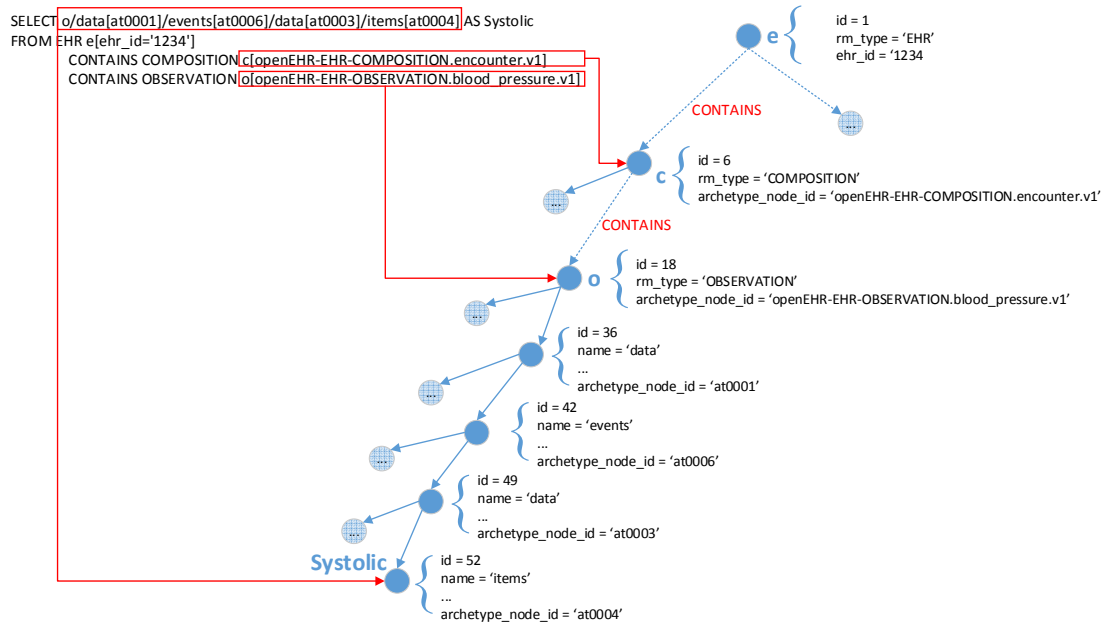 SELECT o/data[at0001]/events[at0006]/data[at0003]/items[at0004] AS Systolic
FROM EHR e[ehr_id='1234']
CONTAINS COMPOSITION c[openEHR-EHR-COMPOSITION.encounter.v1]
CONTAINS OBSERVATION o[openEHR-EHR-OBSERVATION.blood_pressure.v1]
e
id = 1
rm_type = 'EHR'
ehr_id = '1234
...
CONTAINS
c
id = 6
rm_type = 'COMPOSITION'
archetype_node_id = 'openEHR-EHR-COMPOSITION.encounter.v1'
...
CONTAINS
o
id = 18
rm_type = 'OBSERVATION'
archetype_node_id = 'openEHR-EHR-OBSERVATION.blood_pressure.v1'
...
id = 36
name = 'data'
...
archetype_node_id = 'at0001'
...
id = 42
name = 'events'
...
archetype_node_id = 'at0006'
...
id = 49
name = 'data'
...
archetype_node_id = 'at0003'
...
Systolic
id = 52
name = 'items'
...
archetype_node_id = 'at0004'